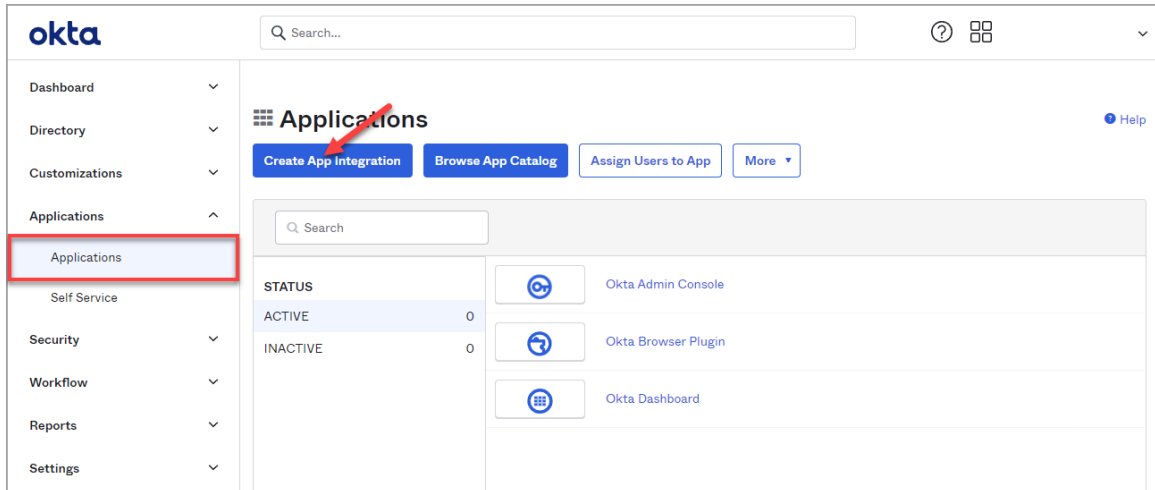 okta
Search...
Dashboard
Directory
Customizations
Applications
Applications
Self Service
Security
Workflow
Reports
Settings
Applications
Help
Create App Integration
Browse App Catalog
Assign Users to App
More
Search
STATUS
ACTIVE 0
INACTIVE 0
Okta Admin Console
Okta Browser Plugin
Okta Dashboard